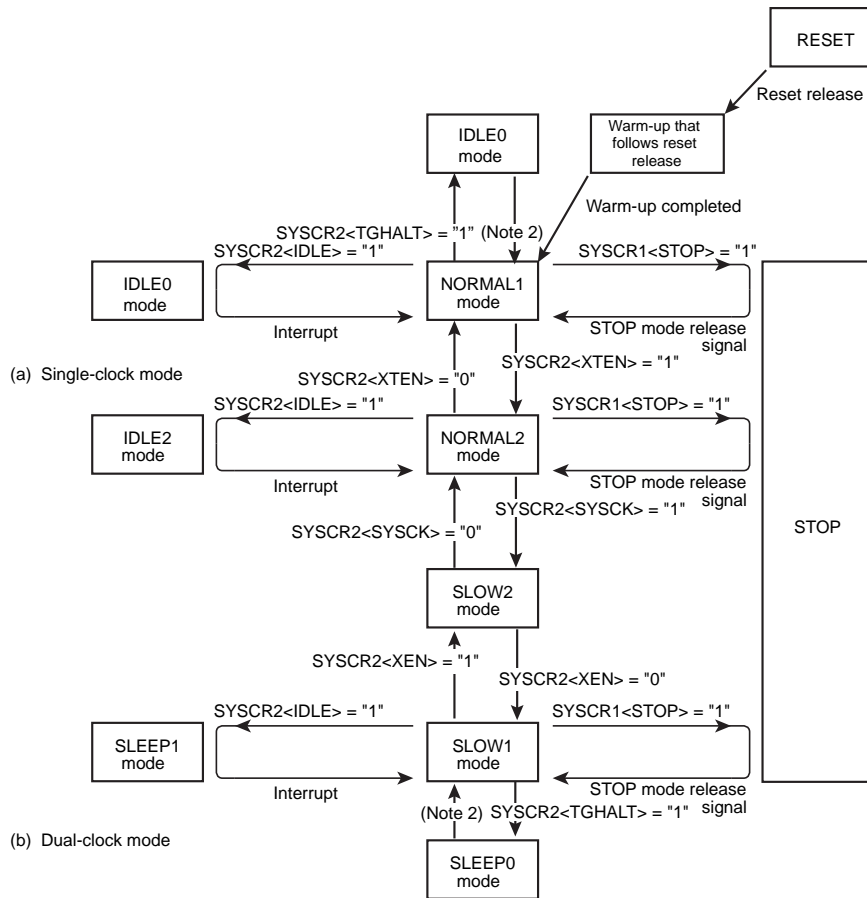 RESET
Reset release
IDLE0
mode
Warm-up that
follows reset
release
Warm-up completed
SYSCR2<TGHALT> = "1"
(Note 2)
SYSCR2<IDLE> = "1"
SYSCR1<STOP> = "1"
IDLE0
mode
NORMAL1
mode
Interrupt
STOP mode release
signal
SYSCR2<XTEN> = "1"
(a) Single-clock mode
SYSCR2<XTEN> = "0"
SYSCR2<IDLE> = "1"
SYSCR1<STOP> = "1"
IDLE2
mode
NORMAL2
mode
Interrupt
STOP mode release
signal
SYSCR2<SYSCK> = "1"
SYSCR2<SYSCK> = "0"
STOP
SLOW2
mode
SYSCR2<XEN> = "1"
SYSCR2<XEN> = "0"
SYSCR2<IDLE> = "1"
SYSCR1<STOP> = "1"
SLEEP1
mode
SLOW1
mode
Interrupt
STOP mode release
signal
(Note 2)
SYSCR2<TGHALT> = "1"
(b) Dual-clock mode
SLEEP0
mode